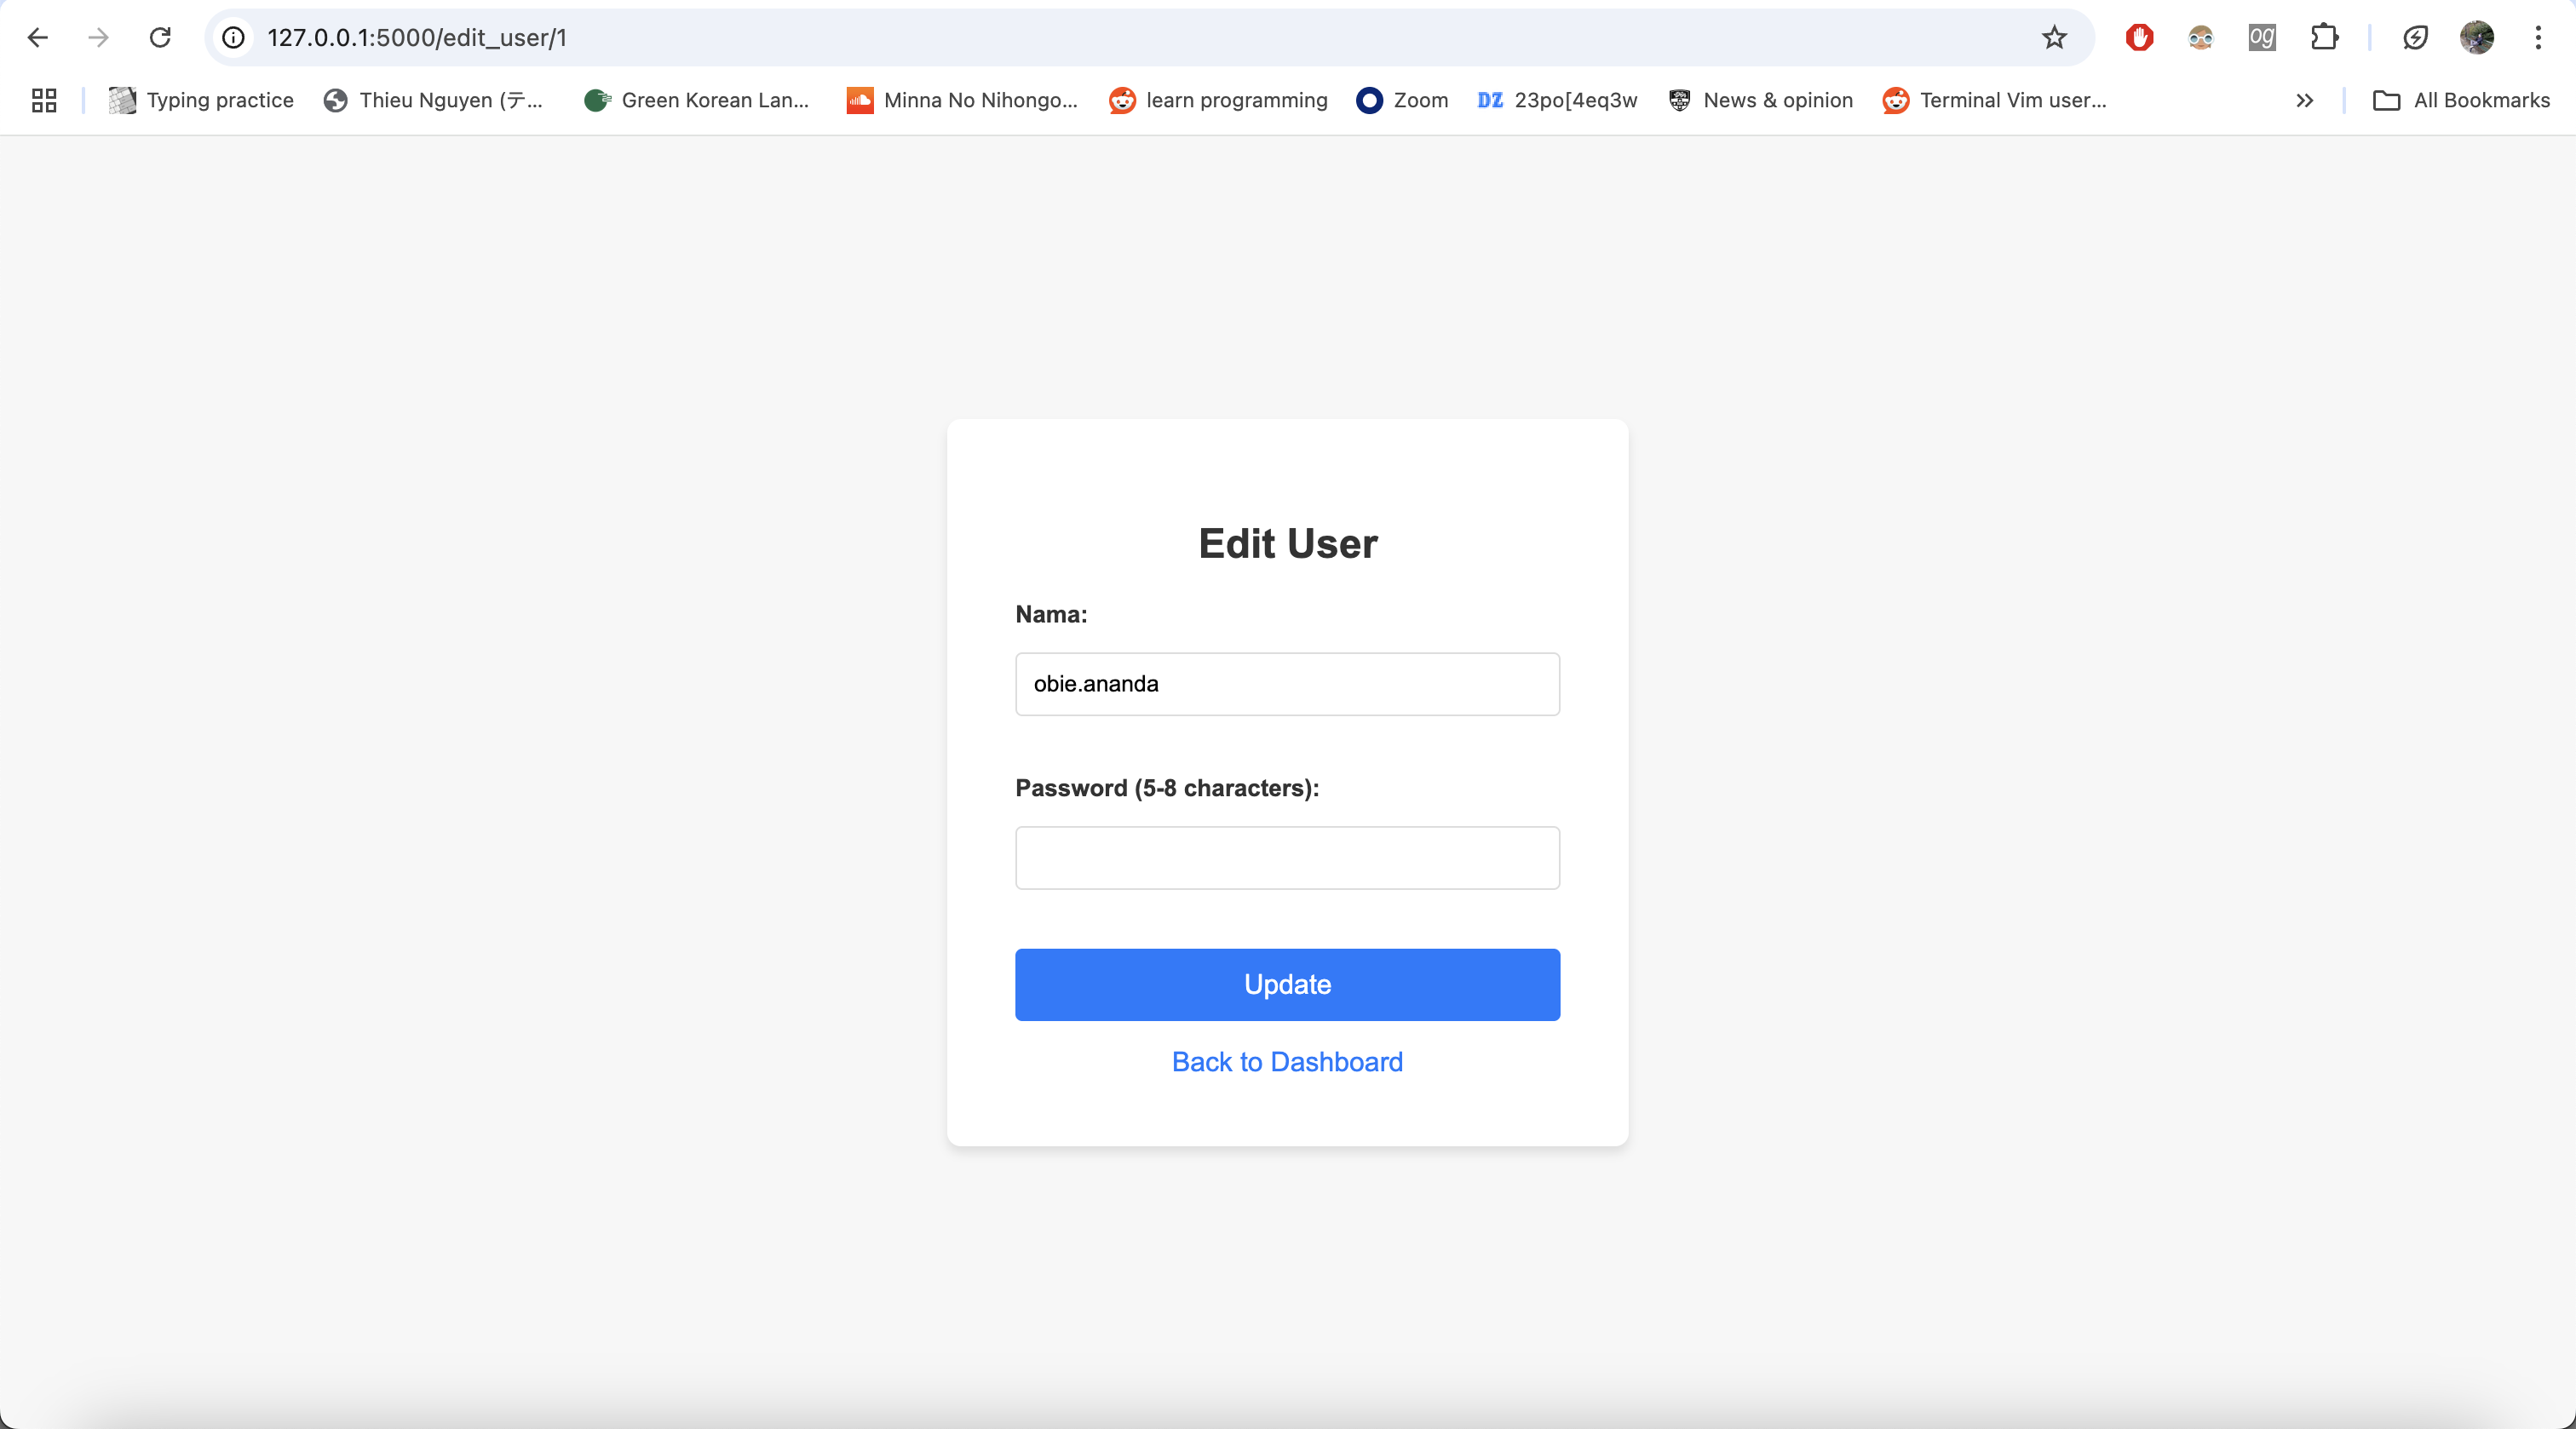 127.0.0.1:5000/edit_user/1
og
Typing practice Thieu Nguyen (テ... Green Korean Lan... Minna No Nihongo... learn programming Zoom DZ 23po[4eq3w News & opinion Terminal Vim user... All Bookmarks
Edit User
Nama:
obie.ananda
Password (5-8 characters):
Update
Back to Dashboard